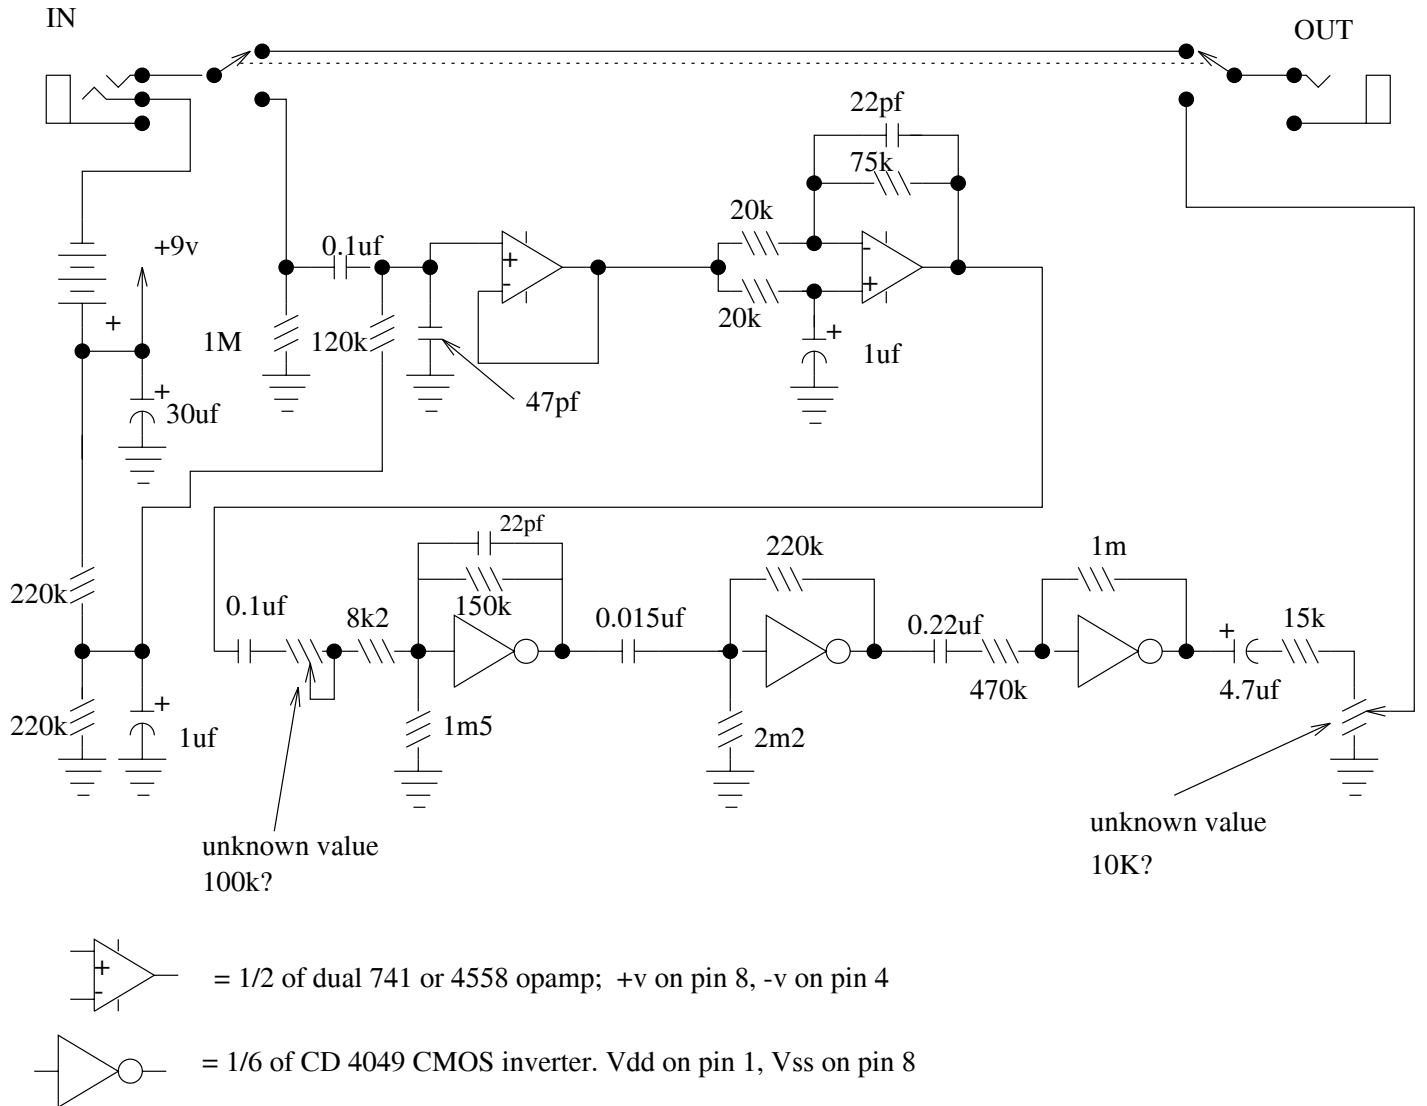 IN
OUT
22pf
75k
20k
+9v
0.1uf
+
-
-
+
20k
+
+
1M
120k
1uf
+
30uf
47pf
22pf
220k
1m
220k
0.1uf
8k2
150k
0.015uf
0.22uf
+
15k
470k
4.7uf
220k
+
1uf
1m5
2m2
unknown value
100k?
unknown value
10K?
+
-
= 1/2 of dual 741 or 4558 opamp; +v on pin 8, -v on pin 4
= 1/6 of CD 4049 CMOS inverter. Vdd on pin 1, Vss on pin 8